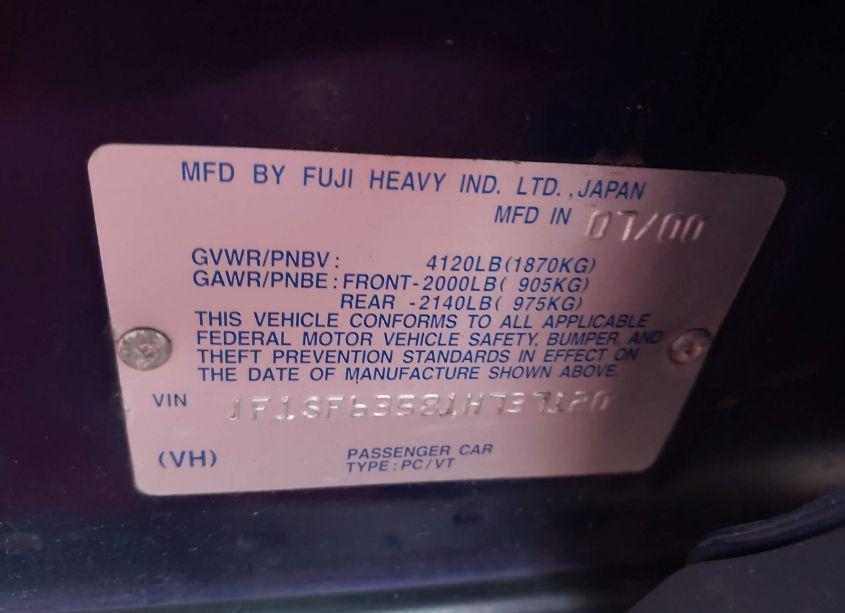 MFD BY FUJI HEAVY IND. LTD.,JAPAN
MFD IN 07/00
GVWR/PNBV: 4120LB(1870KG)
GAWR/PNBE: FRONT-2000LB( 905KG)
REAR -2140LB( 975KG)
THIS VEHICLE CONFORMS TO ALL APPLICABLE
FEDERAL MOTOR VEHICLE SAFETY, BUMPER, AND
THEFT PREVENTION STANDARDS IN EFFECT ON
THE DATE OF MANUFACTURE SHOWN ABOVE.
VIN JF1SF63581H737120
(VH) PASSENGER CAR
TYPE: PC/VT